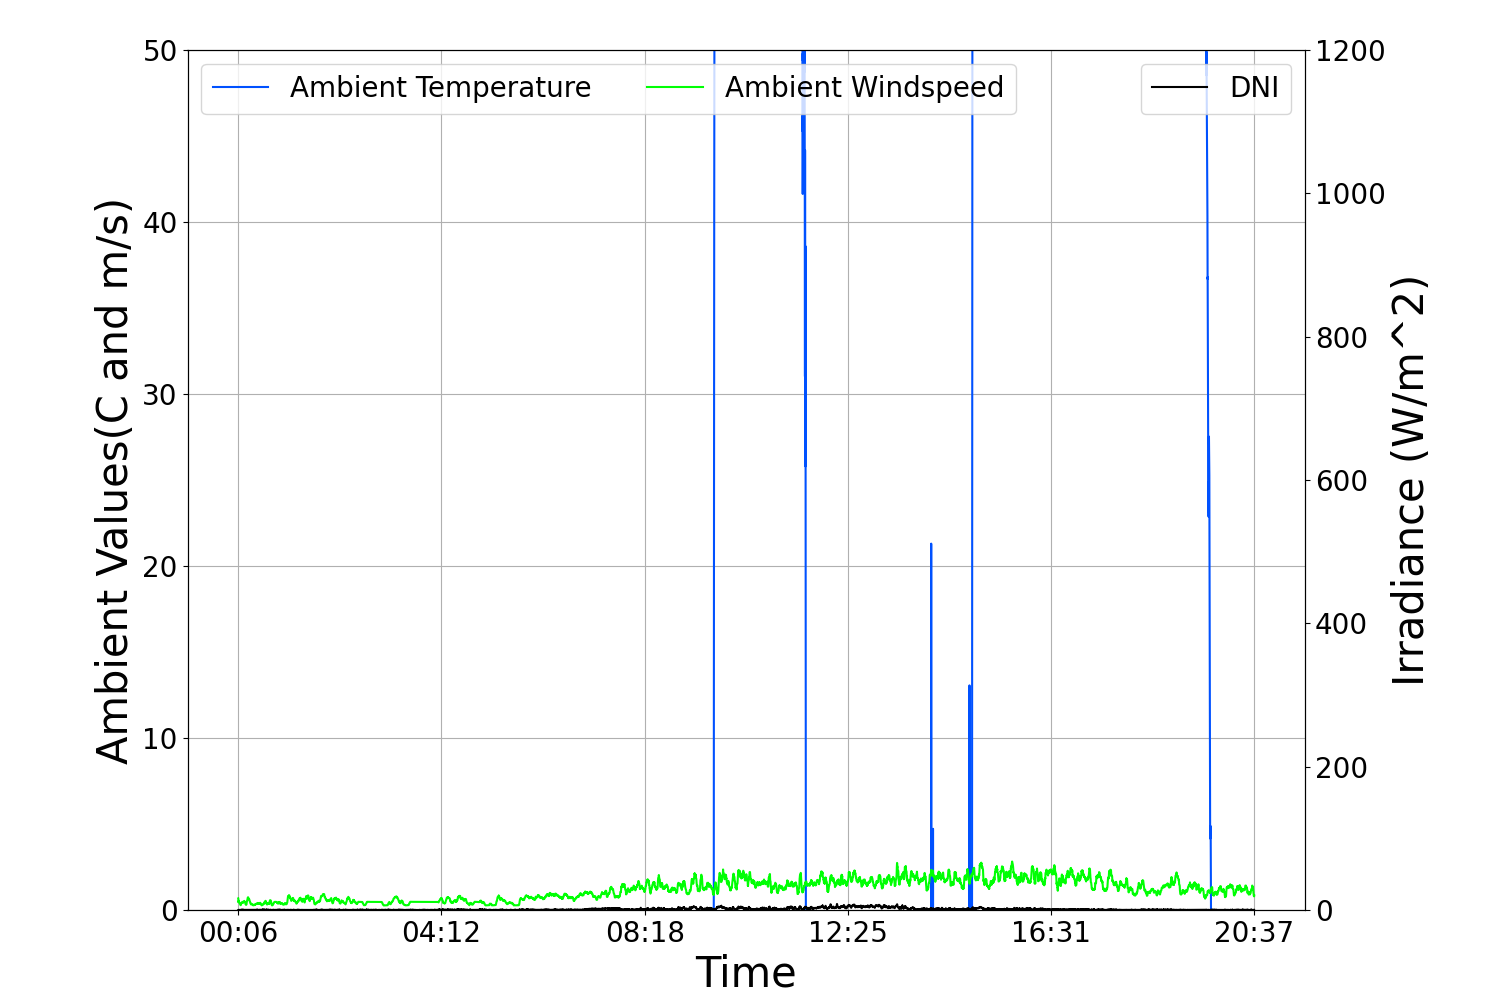 Ambient Temperature
Ambient Windspeed
DNI
50
40
30
20
10
0
1200
1000
800
600
400
200
0
Ambient Values(C and m/s)
Irradiance (W/m^2)
00:06 04:12 08:18 12:25 16:31 20:37
Time